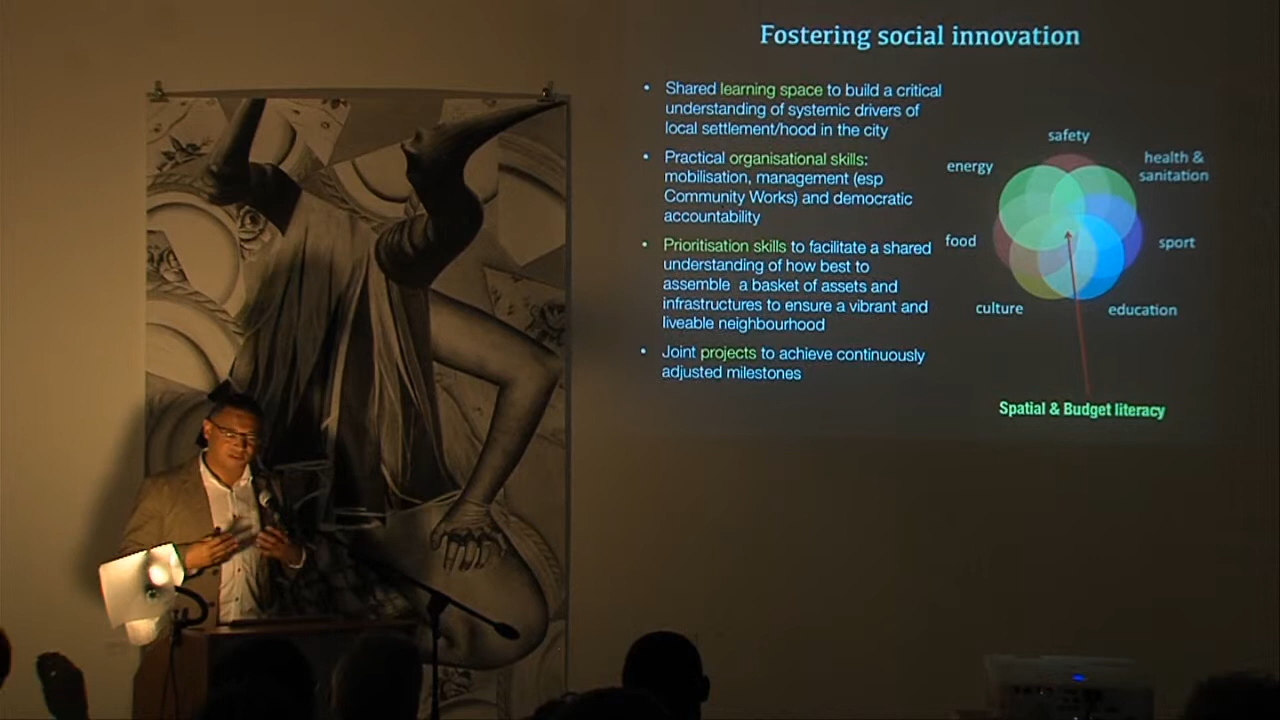 Fostering social innovation
• Shared learning space to build a critical
understanding of systemic drivers of
local settlement/hood in the city
• Practical organisational skills:
mobilisation, management (esp
Community Works) and democratic
accountability
• Prioritisation skills to facilitate a shared
understanding of how best to
assemble a basket of assets and
infrastructures to ensure a vibrant and
liveable neighbourhood
• Joint projects to achieve continuously
adjusted milestones
safety
energy
health &
sanitation
food
sport
culture
education
Spatial & Budget literacy